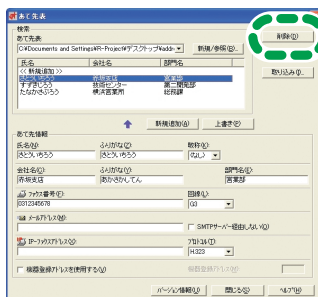 あて先表
検索
あて先表
C:¥Documents and Settings¥R-Project¥デスクトップ¥addre
新規/参照(R)...
削除(D)
氏名 会社名 部門名
<< 新規追加 >>
さとういちろう 赤坂支店 営業部
すずきじろう 技術センター 第二開発部
たなかさぶろう 横浜営業所 総務課
取り込み(I)...
新規追加(A) 上書き(P)
あて先情報
氏名(N) ふりがな(Z) 敬称(K)
さとういちろう さとういちろう (なし)
会社名(C) ふりがな(Y) 部門名(G)
赤坂支店 あかさかしてん 営業部
ファクス番号(F): 回線(L):
0312345678 G3
メールアドレス(M):
SMTPサーバー経由しない(O)
IP-ファクスアドレス(X): プロトコル(T)
H.323
機器登録アドレスを使用する(V) 機器登録アドレス(W)
バージョン情報(U) 閉じる(S) ヘルプ(H)